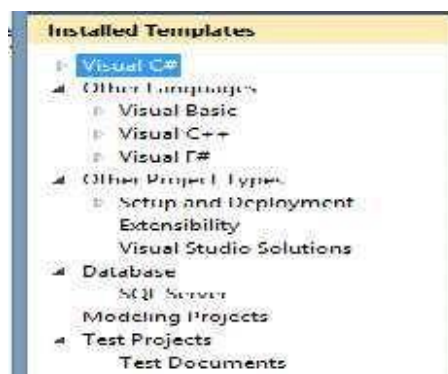 Installed Templates
Visual C#
Other Languages
Visual Basic
Visual C++
Visual F#
Other Project Types
Setup and Deployment
Extensibility
Visual Studio Solutions
Database
SQL Server
Modeling Projects
Test Projects
Test Documents